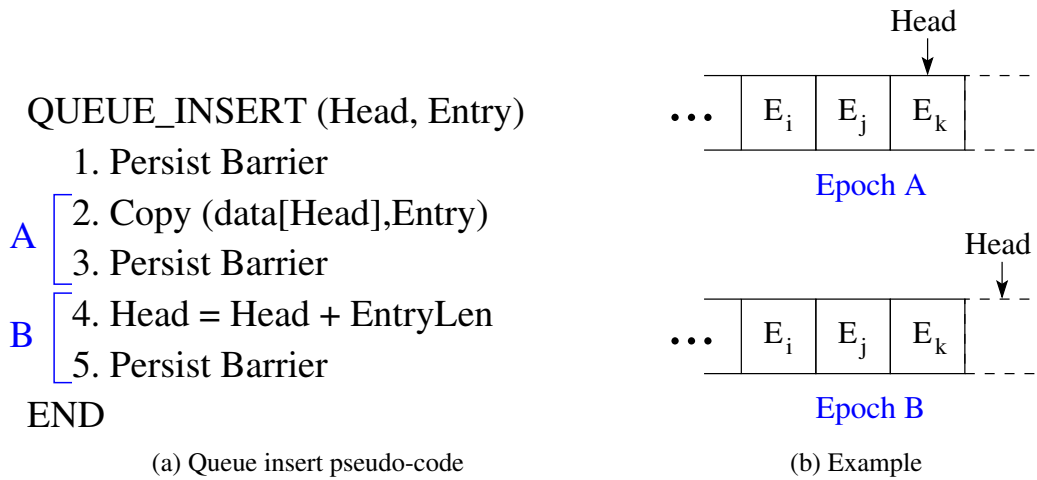 QUEUE_INSERT (Head, Entry)
1. Persist Barrier
A
2. Copy (data[Head],Entry)
3. Persist Barrier
B
4. Head = Head + EntryLen
5. Persist Barrier
END
(a) Queue insert pseudo-code
Head
... E_i E_j E_k
Epoch A
Head
... E_i E_j E_k
Epoch B
(b) Example